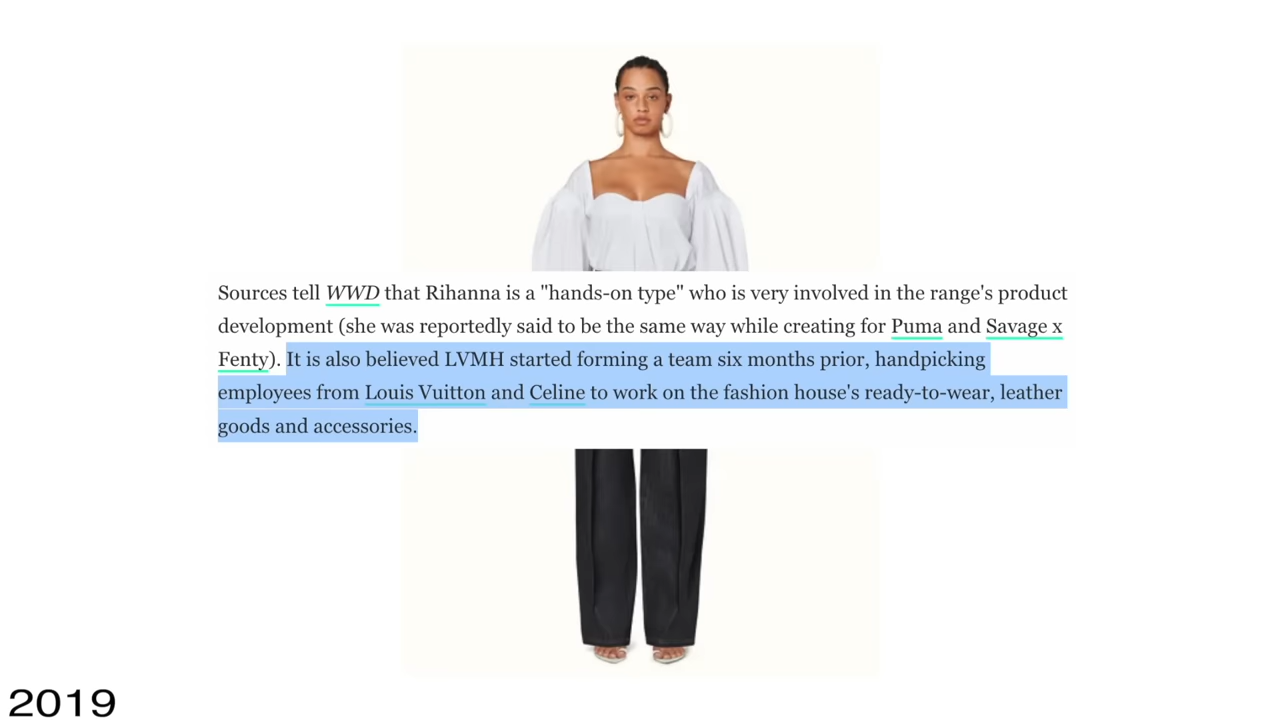 Sources tell WWD that Rihanna is a "hands-on type" who is very involved in the range's product
development (she was reportedly said to be the same way while creating for Puma and Savage x
Fenty). It is also believed LVMH started forming a team six months prior, handpicking
employees from Louis Vuitton and Celine to work on the fashion house's ready-to-wear, leather
goods and accessories.
2019